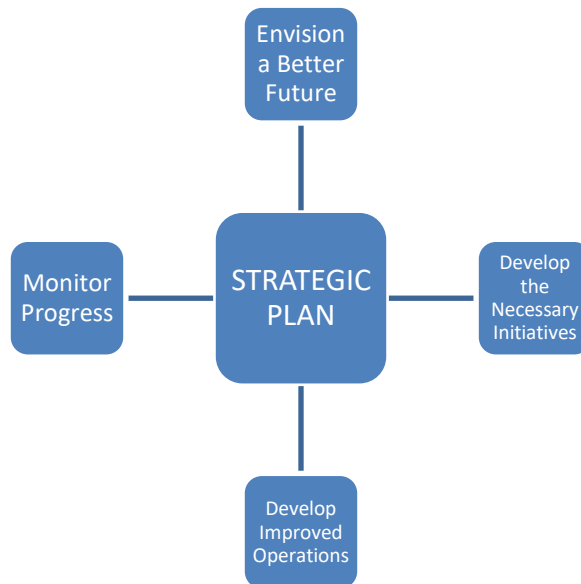 Envision
a Better
Future
Monitor
Progress
STRATEGIC
PLAN
Develop
the
Necessary
Initiatives
Develop
Improved
Operations